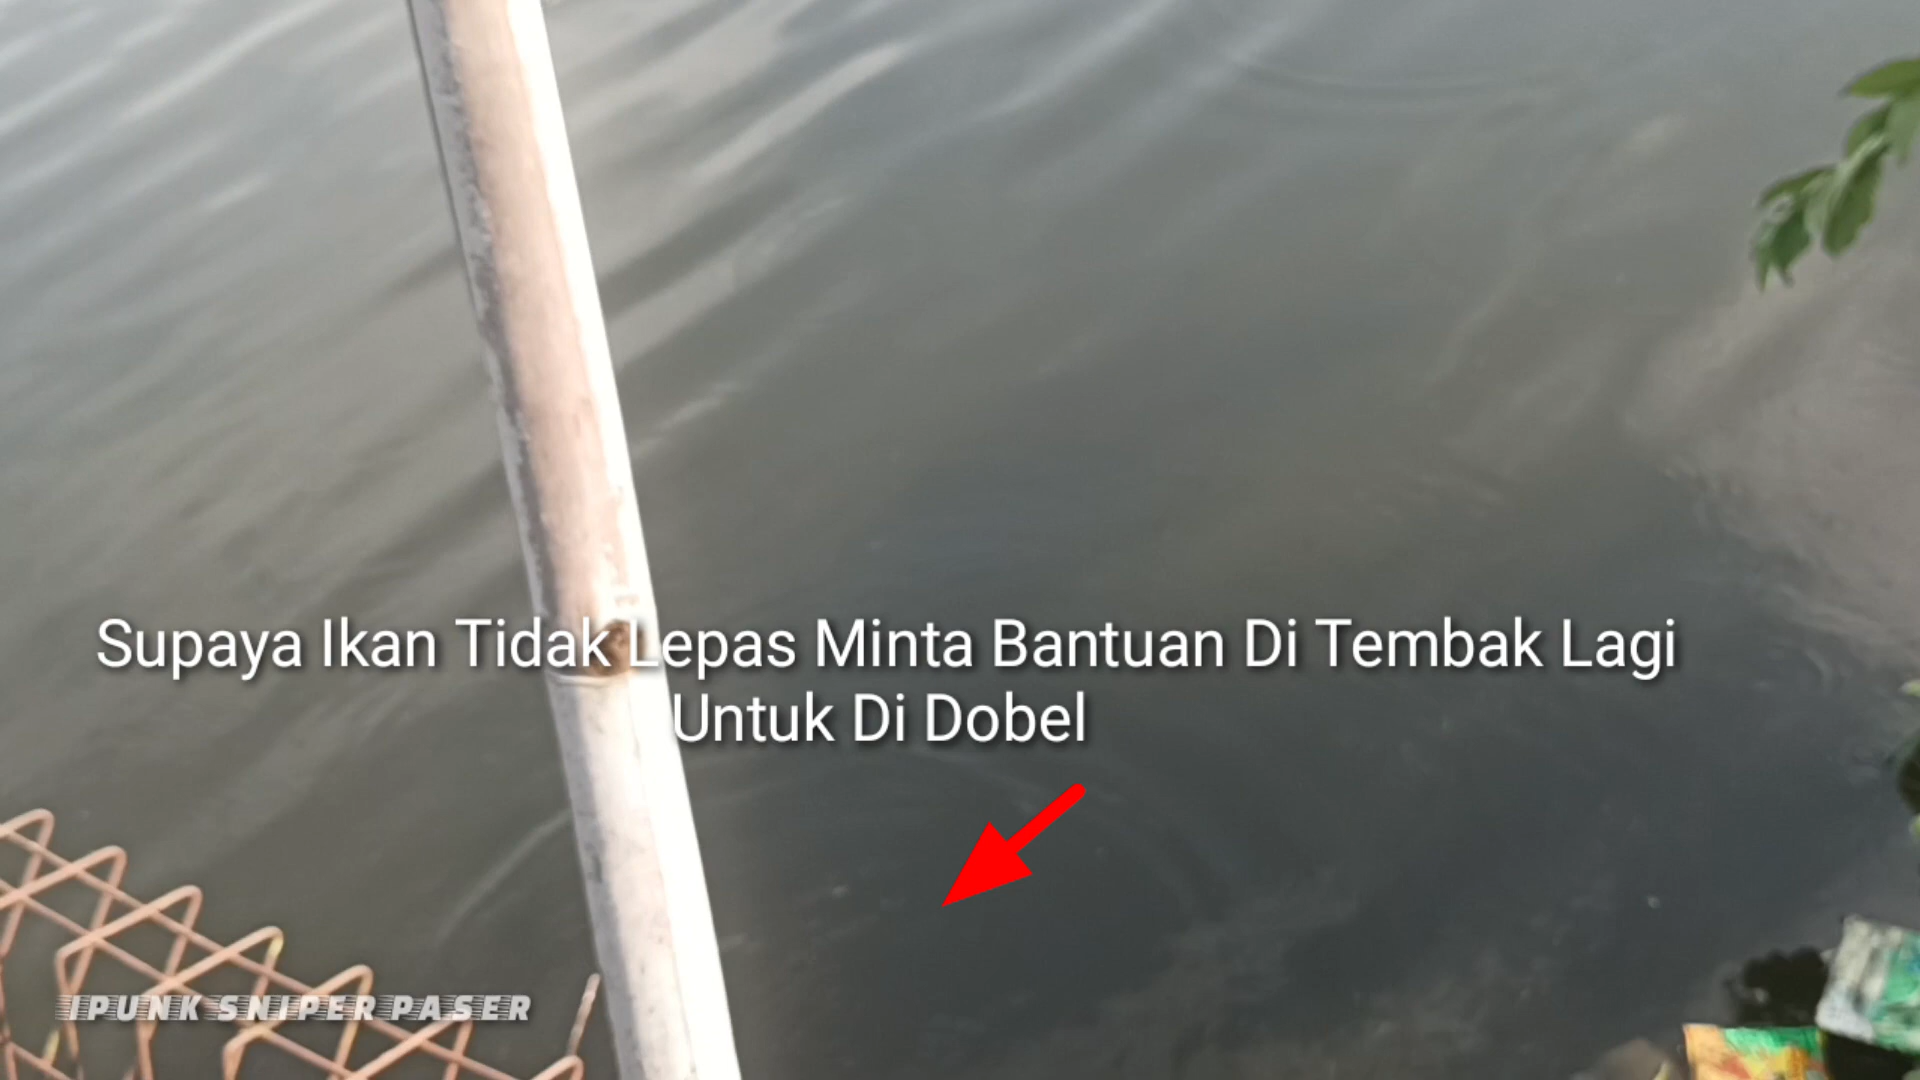 Supaya Ikan Tidak Lepas Minta Bantuan Di Tembak Lagi
Untuk Di Dobel
IPUNK SNIPER PASER